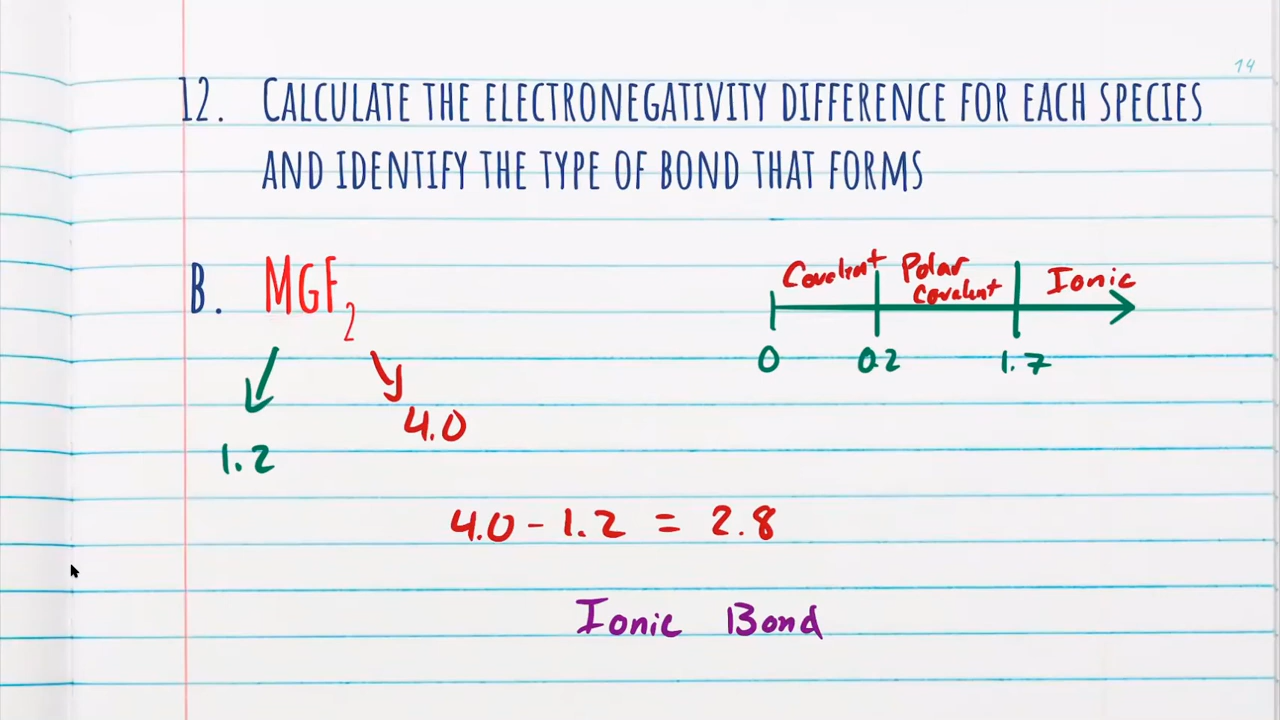 14
12. CALCULATE THE ELECTRONEGATIVITY DIFFERENCE FOR EACH SPECIES
AND IDENTIFY THE TYPE OF BOND THAT FORMS
B. MGF2
Covalent Polar Covalent Ionic
0 0.2 1.7
4.0
1.2
4.0 - 1.2 = 2.8
Ionic Bond